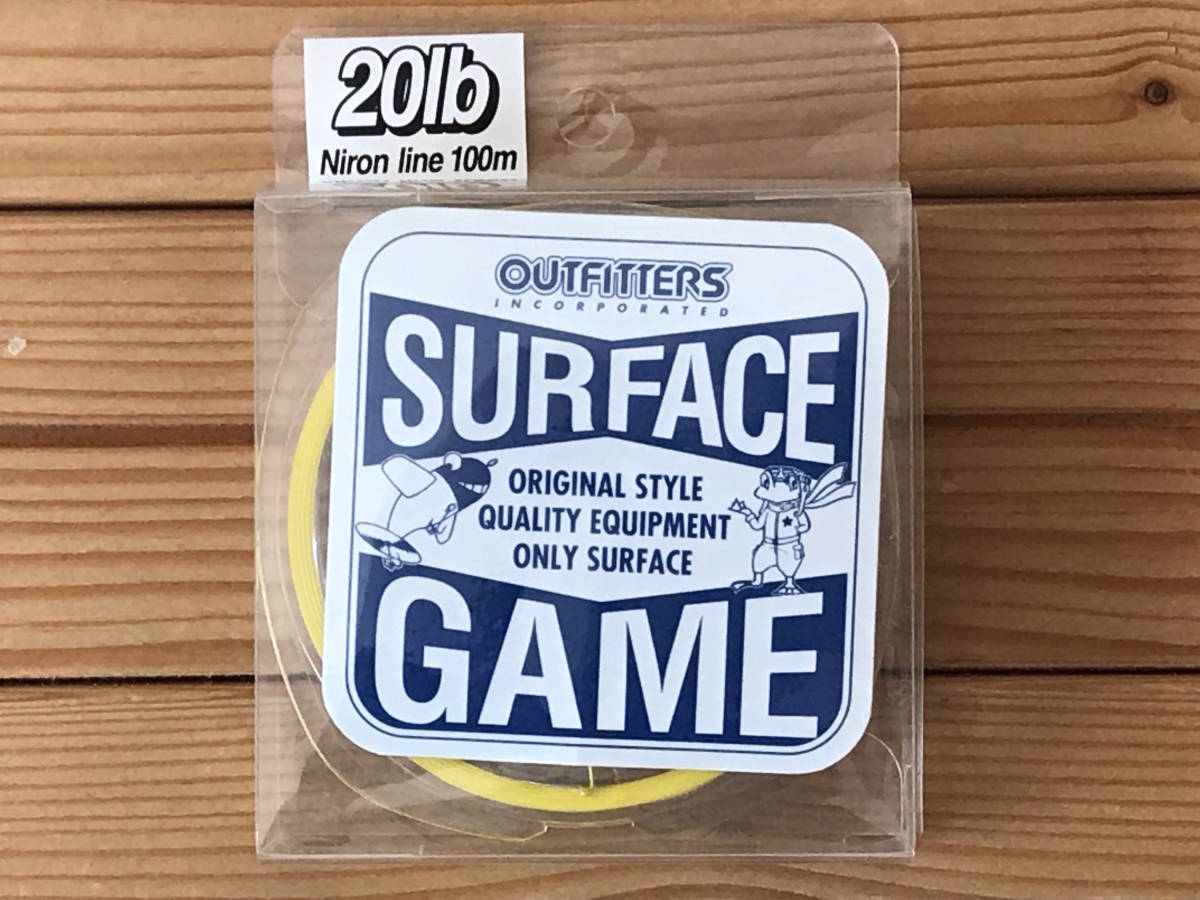 20lb
Niron line 100m
OUTFITTERS
INCORPORATED
SURFACE
ORIGINAL STYLE
QUALITY EQUIPMENT
ONLY SURFACE
GAME